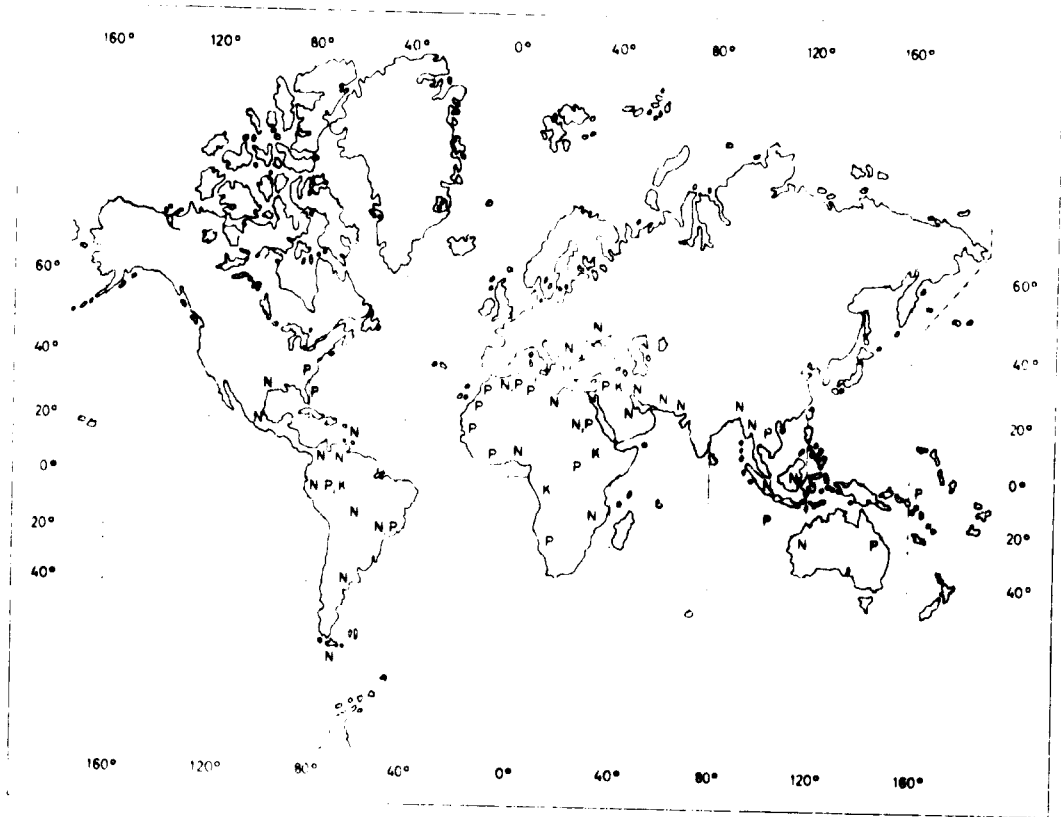 160° 120° 80° 40° 0° 40° 80° 120° 160°
60° 60°
N
N
40° 40°
P
N P
P N P P P K N
N N N N
P
20° N 20°
N N N, P N P
P
N N P N K
P
0° N P, K K N N 0° P
N N P
20° N P P N P 20°
40° N 40°
N
160° 120° 80° 40° 0° 40° 80° 120° 160°